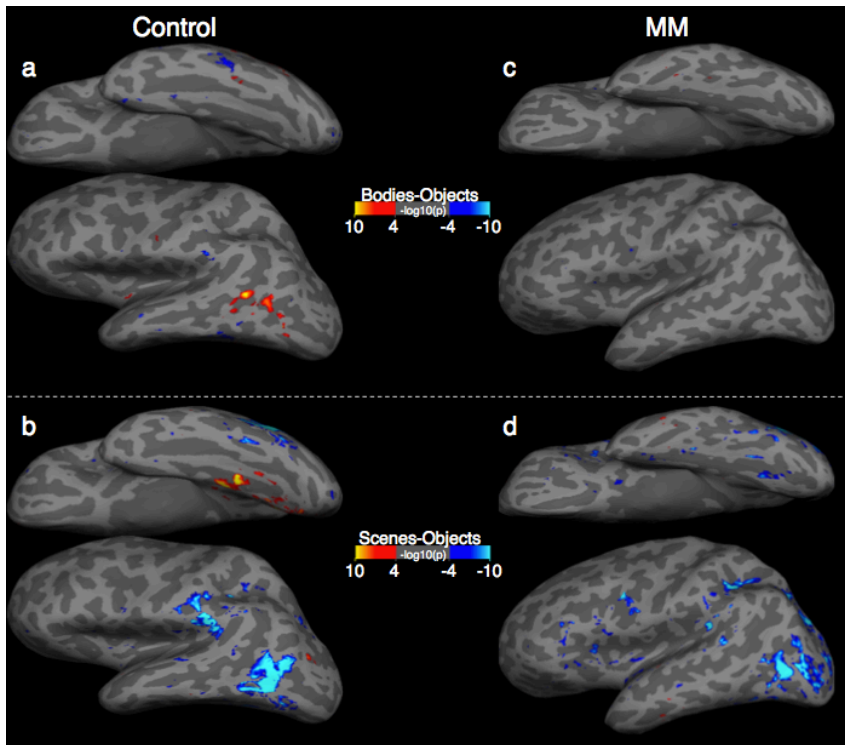 Control
MM
a
c
Bodies-Objects
-log10(p)
10 4 -4 -10
b
d
Scenes-Objects
-log10(p)
10 4 -4 -10